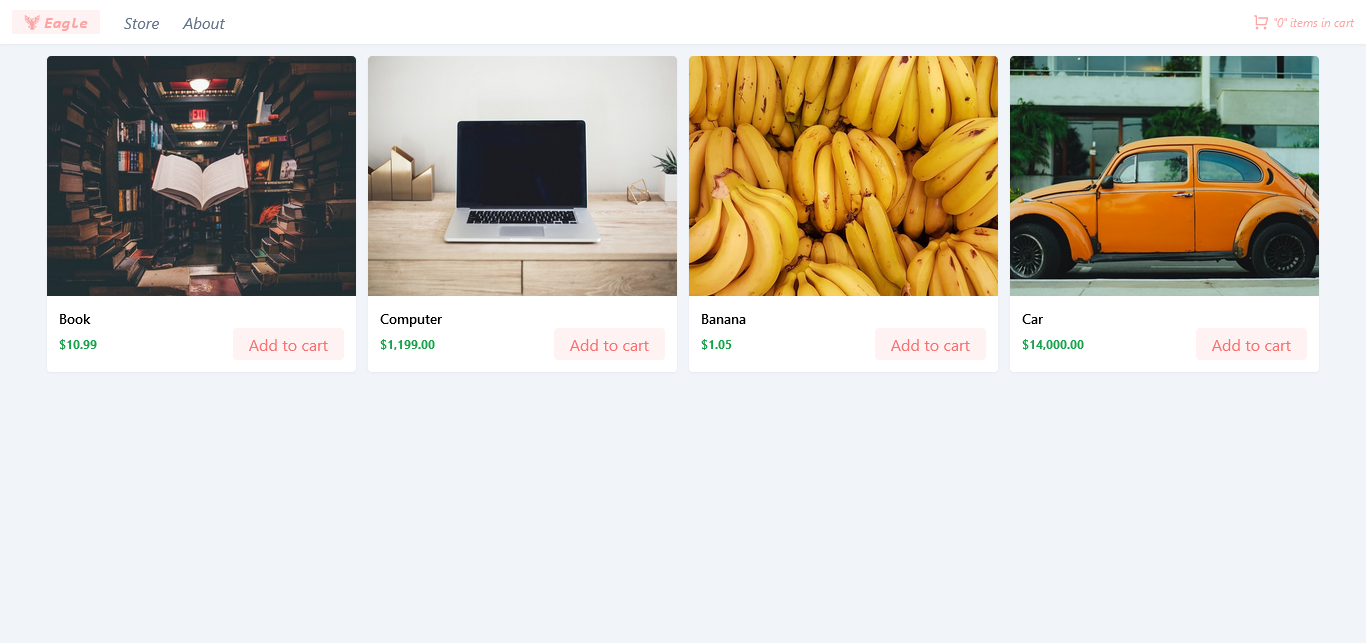 Eagle Store About "0" items in cart
EXIT
Book
$10.99 Add to cart
Computer
$1,199.00 Add to cart
Banana
$1.05 Add to cart
Car
$14,000.00 Add to cart